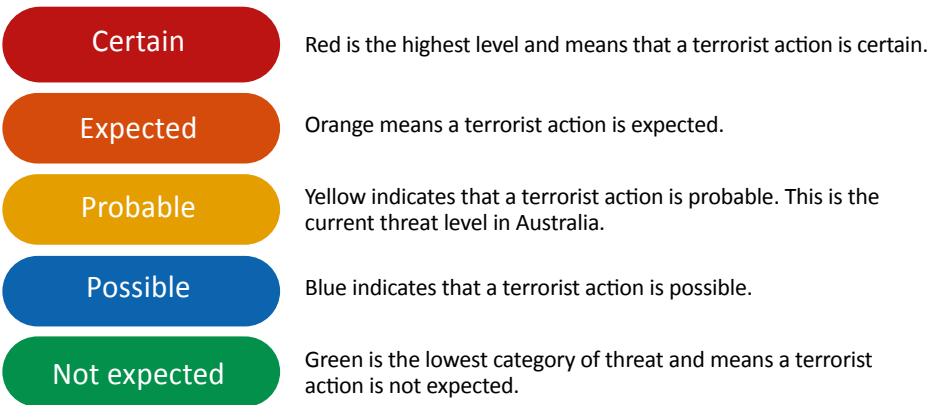 Certain
Red is the highest level and means that a terrorist action is certain.
Expected
Orange means a terrorist action is expected.
Probable
Yellow indicates that a terrorist action is probable. This is the
current threat level in Australia.
Possible
Blue indicates that a terrorist action is possible.
Not expected
Green is the lowest category of threat and means a terrorist
action is not expected.